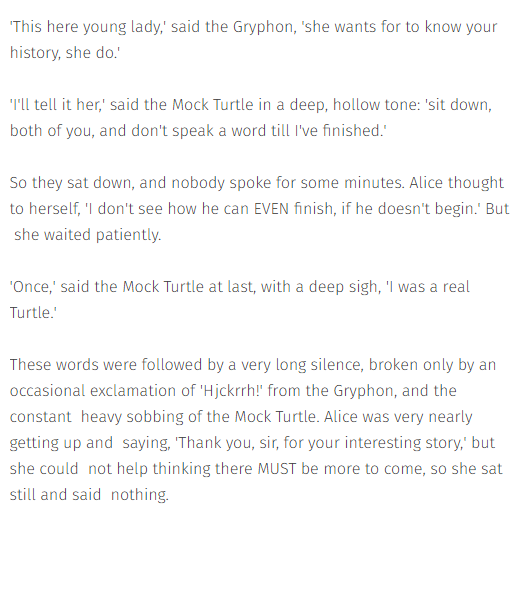 'This here young lady,' said the Gryphon, 'she wants for to know your
history, she do.'
'I'll tell it her,' said the Mock Turtle in a deep, hollow tone: 'sit down,
both of you, and don't speak a word till I've finished.'
So they sat down, and nobody spoke for some minutes. Alice thought
to herself, 'I don't see how he can EVEN finish, if he doesn't begin.' But
she waited patiently.
'Once,' said the Mock Turtle at last, with a deep sigh, 'I was a real
Turtle.'
These words were followed by a very long silence, broken only by an
occasional exclamation of 'Hjckrrh!' from the Gryphon, and the
constant  heavy sobbing of the Mock Turtle. Alice was very nearly
getting up and  saying, 'Thank you, sir, for your interesting story,' but
she could  not help thinking there MUST be more to come, so she sat
still and said  nothing.